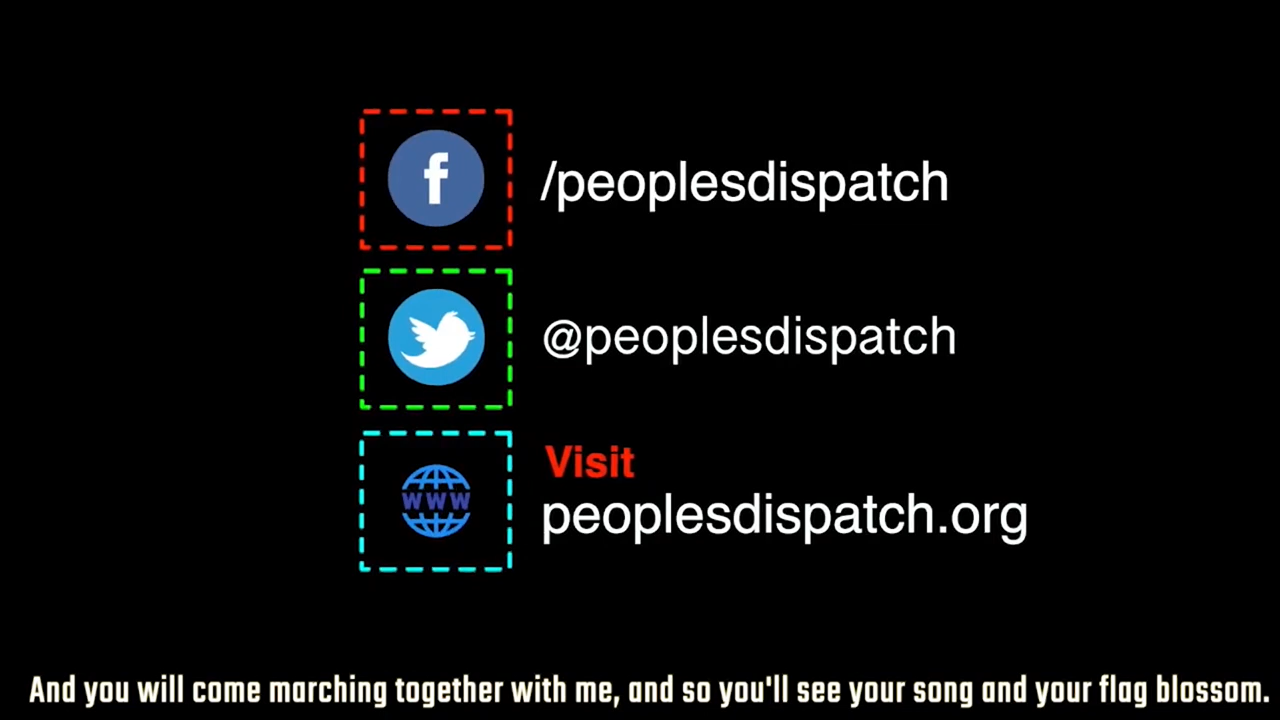 f
/peoplesdispatch
@peoplesdispatch
Visit
www
peoplesdispatch.org
And you will come marching together with me, and so you'll see your song and your flag blossom.